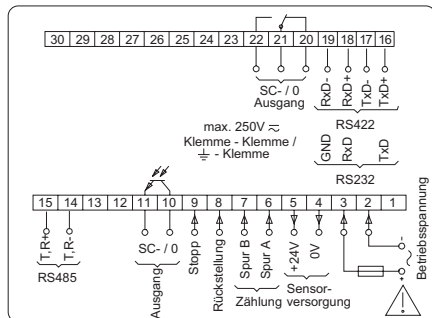 30 29 28 27 26 25 24 23 22 21 20 19 18 17 16
SC- / 0
Ausgang
RxD-
RxD+
TxD-
TxD+
RS422
max. 250V ≂
Klemme - Klemme /
⏚ - Klemme
GND
RxD
TxD
RS232
15 14 13 12 11 10 9 8 7 6 5 4 3 2 1
T,R+
T,R-
RS485
SC- / 0
Ausgang-
Stopp
Rückstellung
Spur B
Spur A
Zählung
+24V
0V
Sensor-
versorgung
-
~
+
Betriebsspannung
!